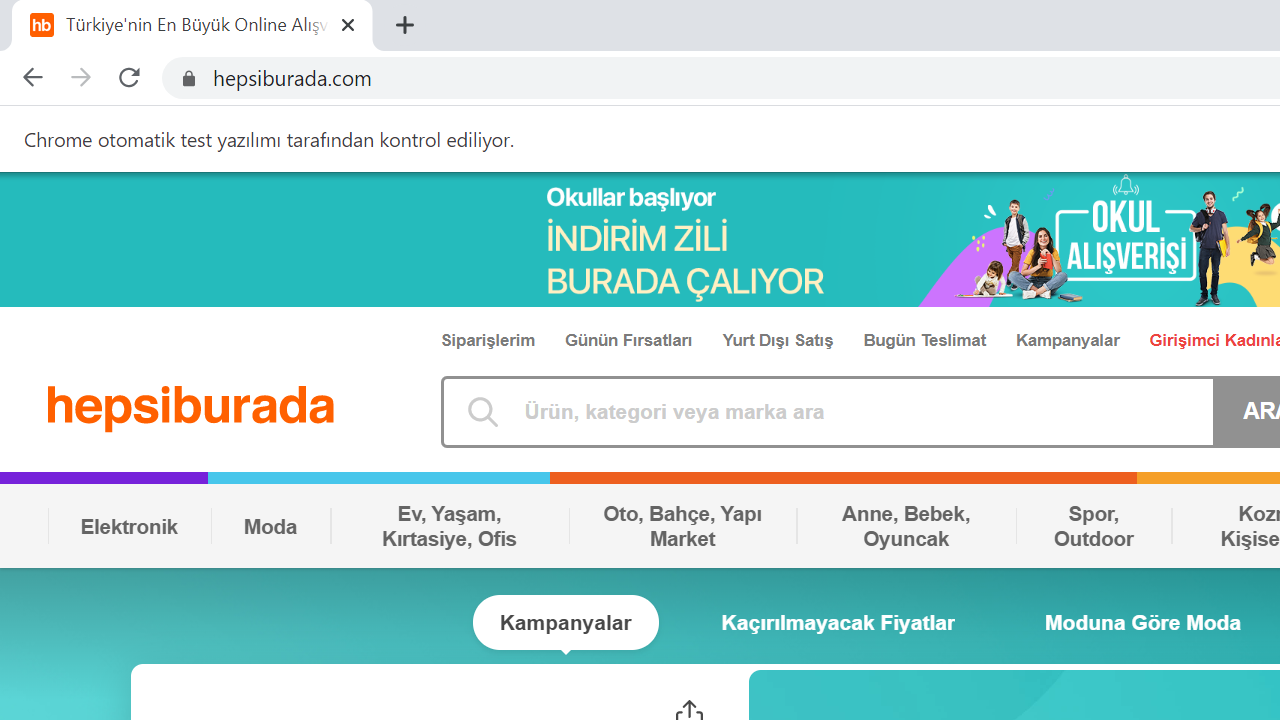 hb Türkiye'nin En Büyük Online Alışv
hepsiburada.com
Chrome otomatik test yazılımı tarafından kontrol ediliyor.
Okullar başlıyor
İNDİRİM ZİLİ
BURADA ÇALIYOR
OKUL
ALIŞVERİŞİ
Siparişlerim Günün Fırsatları Yurt Dışı Satış Bugün Teslimat Kampanyalar Girişimci Kadınla
hepsiburada
Ürün, kategori veya marka ara
ARA
Elektronik
Moda
Ev, Yaşam,
Kırtasiye, Ofis
Oto, Bahçe, Yapı
Market
Anne, Bebek,
Oyuncak
Spor,
Outdoor
Kozm
Kişise
Kampanyalar Kaçırılmayacak Fiyatlar Moduna Göre Moda